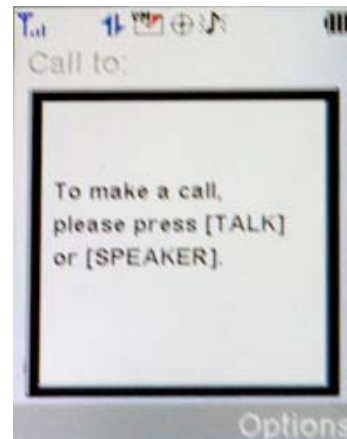 Call to:
To make a call,
please press [TALK]
or [SPEAKER].
Options